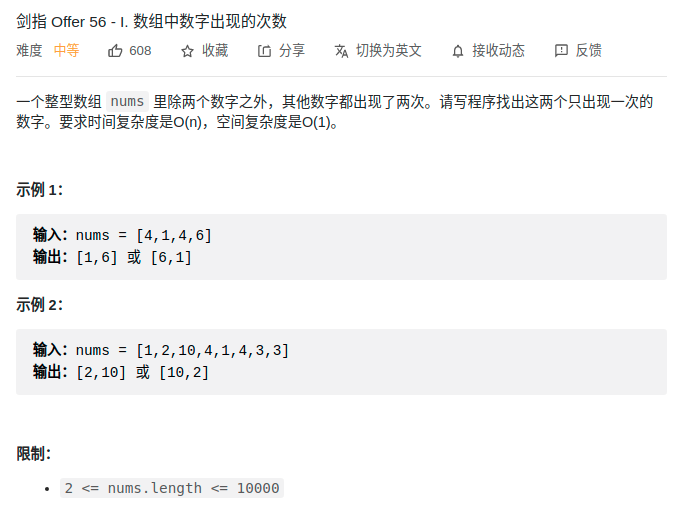 剑指 Offer 56 - I. 数组中数字出现的次数
难度 中等 608 收藏 分享 切换为英文 接收动态 反馈
一个整型数组 nums 里除两个数字之外，其他数字都出现了两次。请写程序找出这两个只出现一次的
数字。要求时间复杂度是O(n)，空间复杂度是O(1)。
示例 1：
输入：nums = [4,1,4,6]
输出：[1,6] 或 [6,1]
示例 2：
输入：nums = [1,2,10,4,1,4,3,3]
输出：[2,10] 或 [10,2]
限制：
• 2 <= nums.length <= 10000